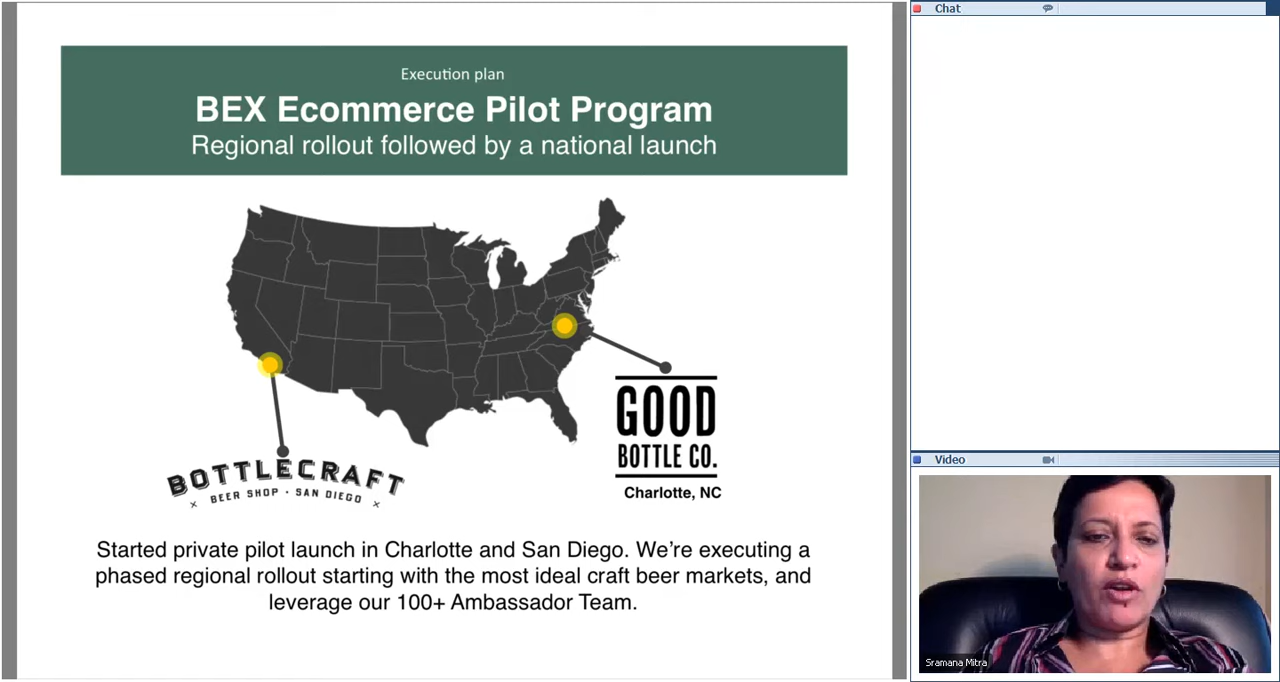 Execution plan
BEX Ecommerce Pilot Program
Regional rollout followed by a national launch
GOOD
BOTTLE CO.
Charlotte, NC
BOTTLECRAFT
BEER SHOP · SAN DIEGO
Started private pilot launch in Charlotte and San Diego. We’re executing a
phased regional rollout starting with the most ideal craft beer markets, and
leverage our 100+ Ambassador Team.
Chat
Video
Sramana Mitra